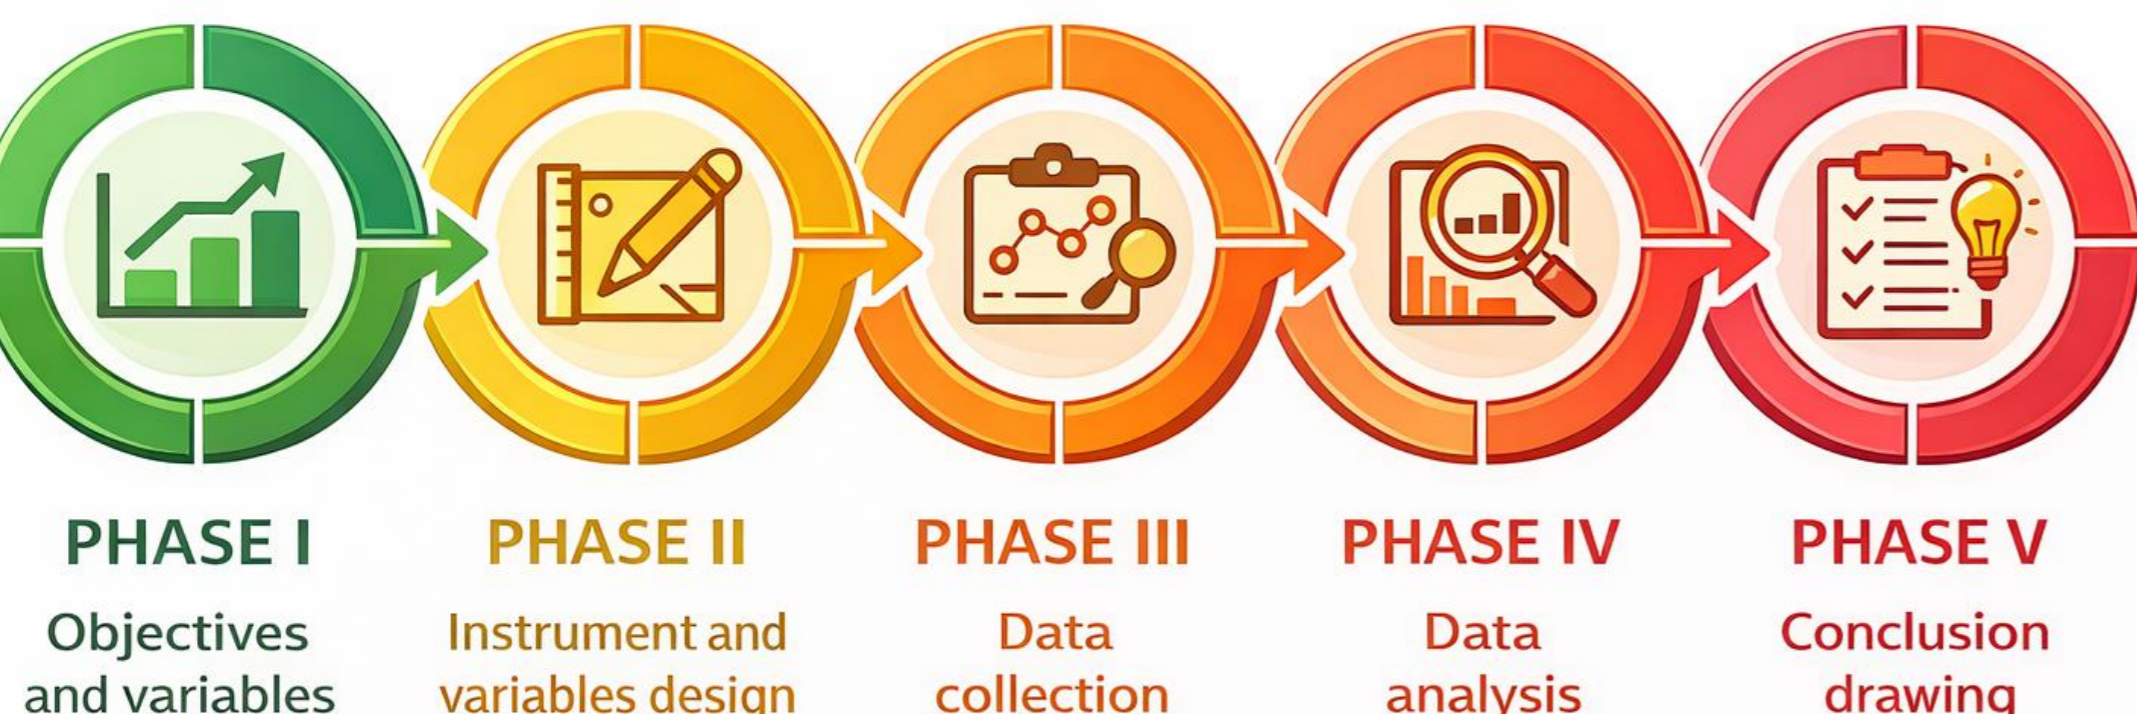 PHASE I
Objectives
and variables
PHASE II
Instrument and
variables design
PHASE III
Data
collection
PHASE IV
Data
analysis
PHASE V
Conclusion
drawing